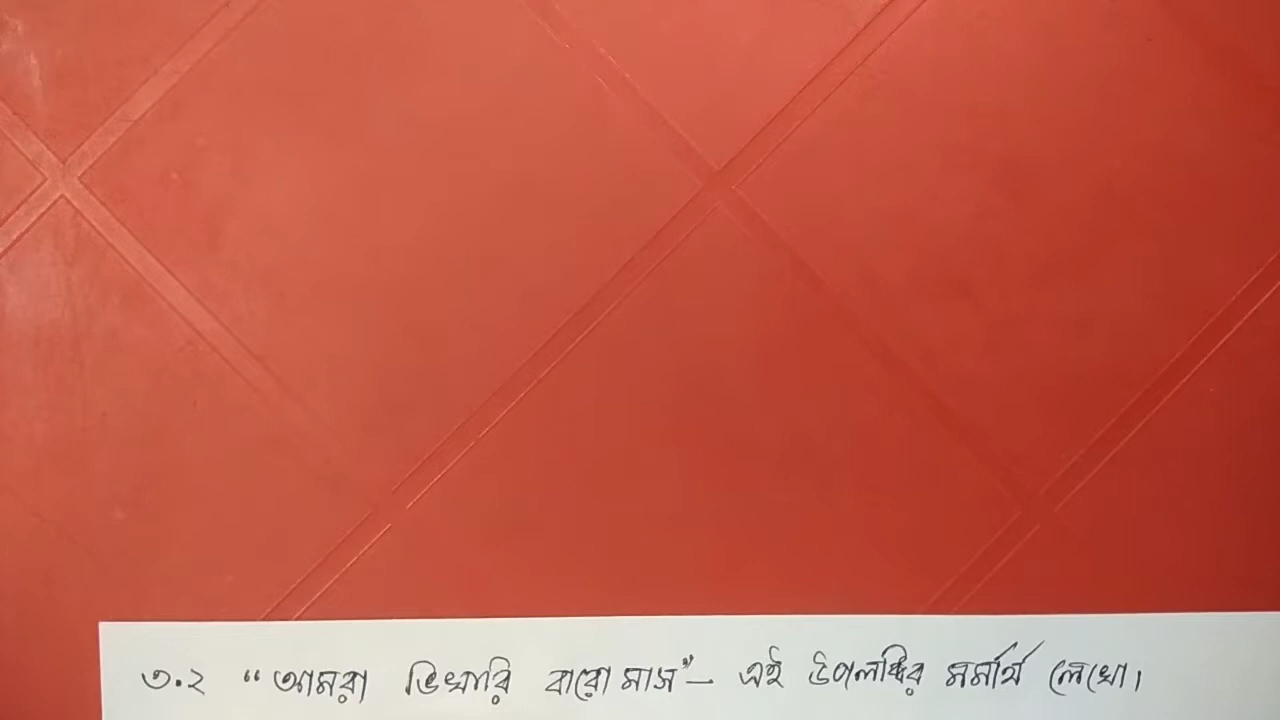 ৩.২ “আমরা ভিখারি বারোমাস” – এই উপলব্ধির মর্মার্থ লেখো।